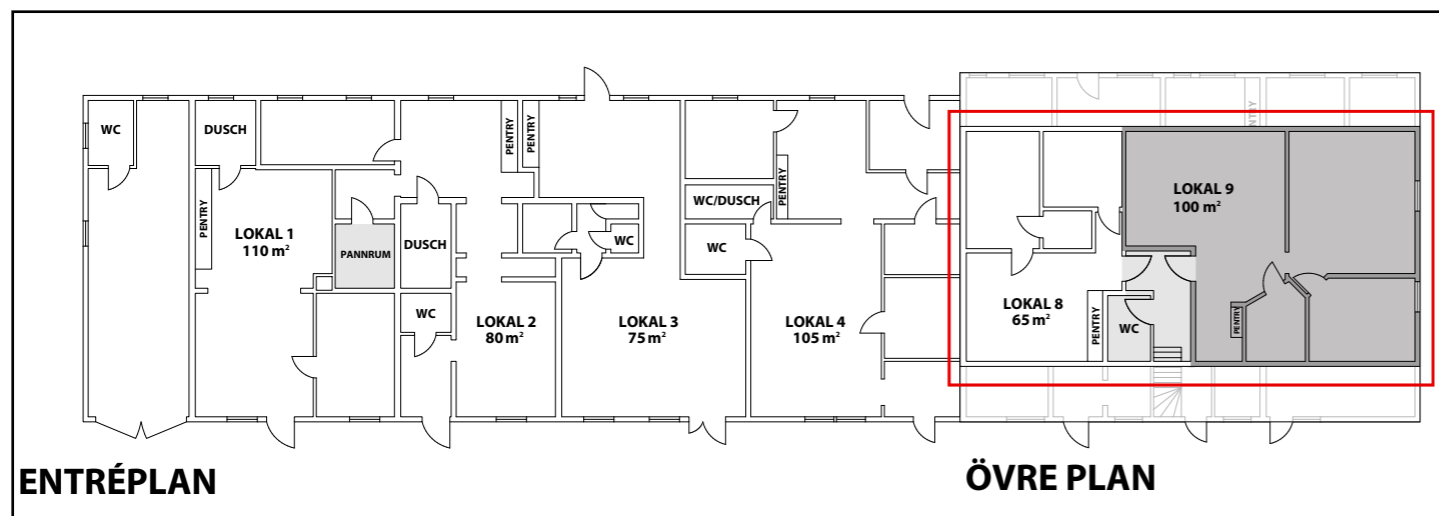 WC
DUSCH
PENTRY
LOKAL 1
110 m²
PANNRUM
DUSCH
WC
PENTRY
LOKAL 2
80 m²
PENTRY
WC
LOKAL 3
75 m²
WC/DUSCH
WC
PENTRY
LOKAL 4
105 m²
PENTRY
LOKAL 8
65 m²
PENTRY
WC
LOKAL 9
100 m²
PENTRY
ENTRÉPLAN
ÖVRE PLAN